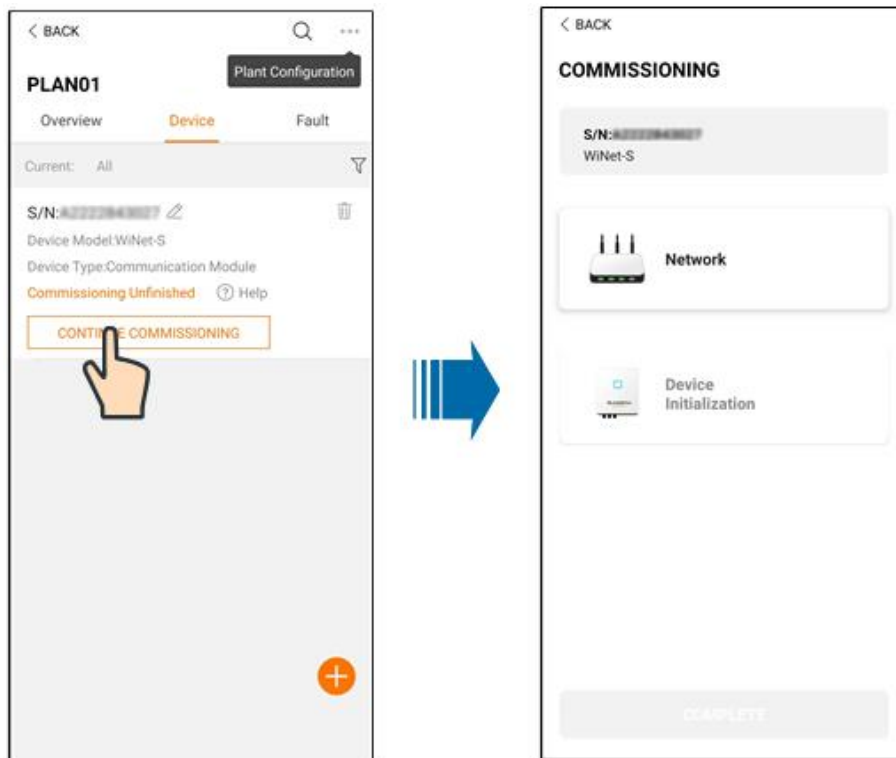 < BACK
Plant Configuration
PLAN01
Overview Device Fault
Current: All
S/N:
Device Model:WiNet-S
Device Type:Communication Module
Commissioning Unfinished ? Help
COMMISSIONING
< BACK
COMMISSIONING
S/N:
WiNet-S
Network
Device
Initialization
COMPLETE